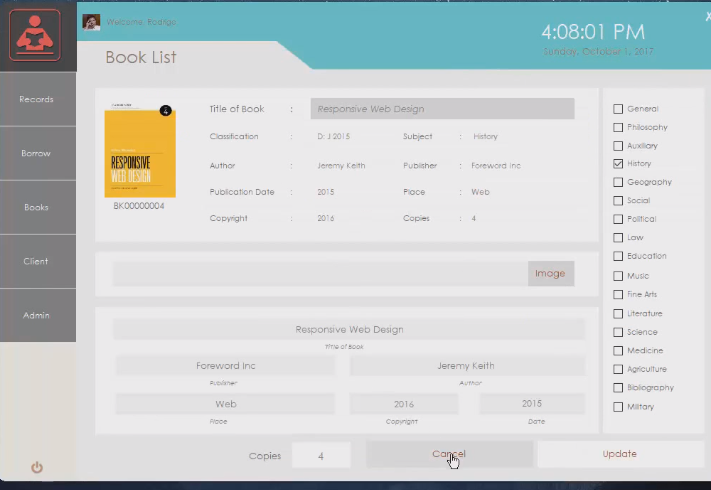 Welcome, Rodrigu
X
4:08:01 PM
Sunday, October 1, 2017
Book List
Records
Borrow
Books
Client
Admin
4
RESPONSIVE
WEB DESIGN
BK00000004
Title of Book : Responsive Web Design
Classification : D: J 2015 Subject : History
Author : Jeremy Keith Publisher : Foreword Inc
Publication Date : 2015 Place : Web
Copyright : 2016 Copies : 4
Image
Responsive Web Design
Title of Book
Foreword Inc Jeremy Keith
Publisher Author
Web 2016 2015
Place Copyright Date
Copies 4 Cancel Update
General
Philosophy
Auxiliary
History
Geography
Social
Political
Law
Education
Music
Fine Arts
Literature
Science
Medicine
Agriculture
Bibliography
Military